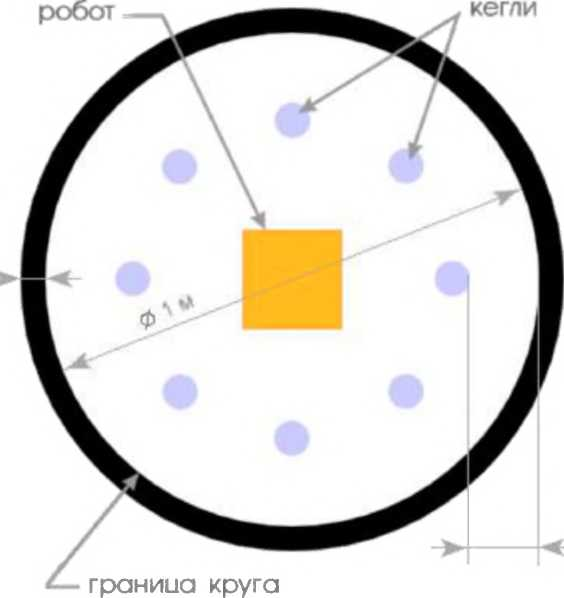 робот
кегли
ϕ 1 м
граница круга